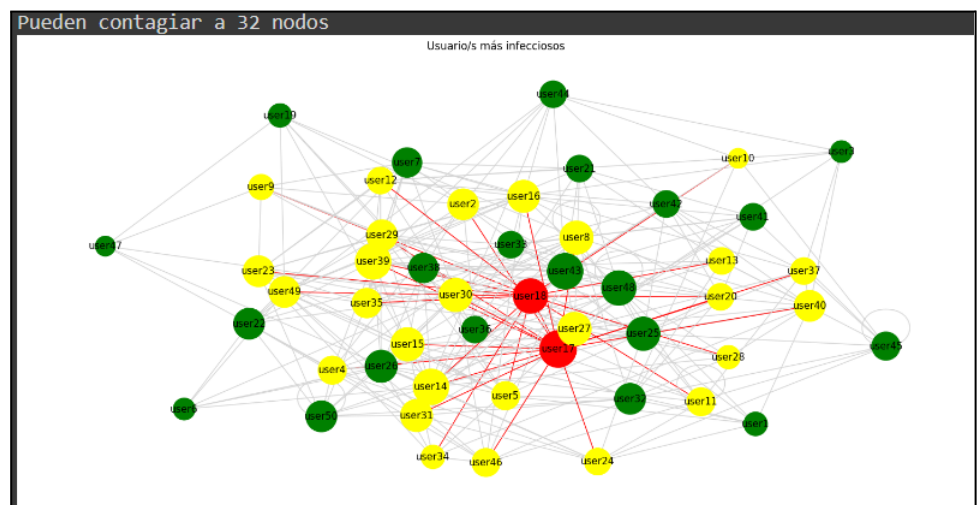 Pueden contagiar a 32 nodos
Usuario/s más infecciosos
user44
user19
user3
user10
user7
user21
user12
user9
user16
user2
user42
user41
user29
user8
user33
user47
user39
user13
user38
user43
user23
user37
user48
user49
user30
user18
user20
user35
user40
user22
user27
user36
user25
user15
user17
user45
user28
user26
user4
user14
user5
user32
user11
user6
user31
user50
user1
user34
user46
user24